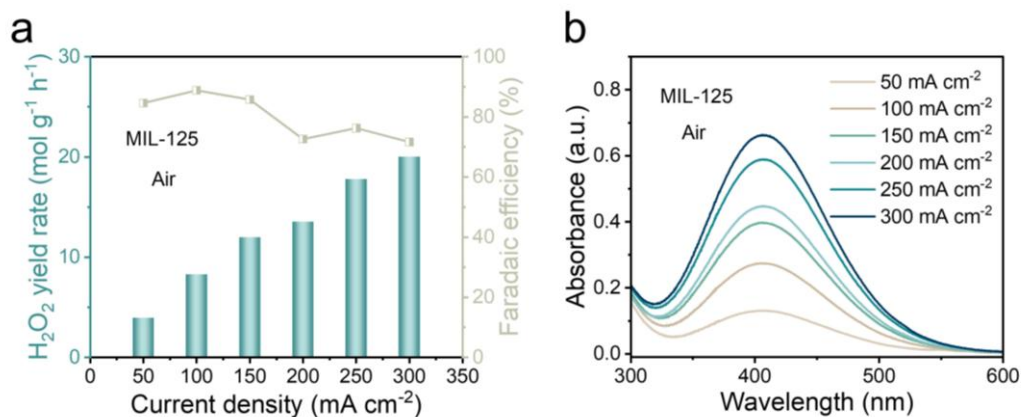 a
H₂O₂ yield rate (mol g⁻¹ h⁻¹)
30
20
10
0
MIL-125
Air
100
80
60
40
20
0
Faradaic efficiency (%)
0 50 100 150 200 250 300 350
Current density (mA cm⁻²)
b
Absorbance (a.u.)
0.8
0.6
0.4
0.2
0.0
MIL-125
Air
50 mA cm⁻²
100 mA cm⁻²
150 mA cm⁻²
200 mA cm⁻²
250 mA cm⁻²
300 mA cm⁻²
300 400 500 600
Wavelength (nm)